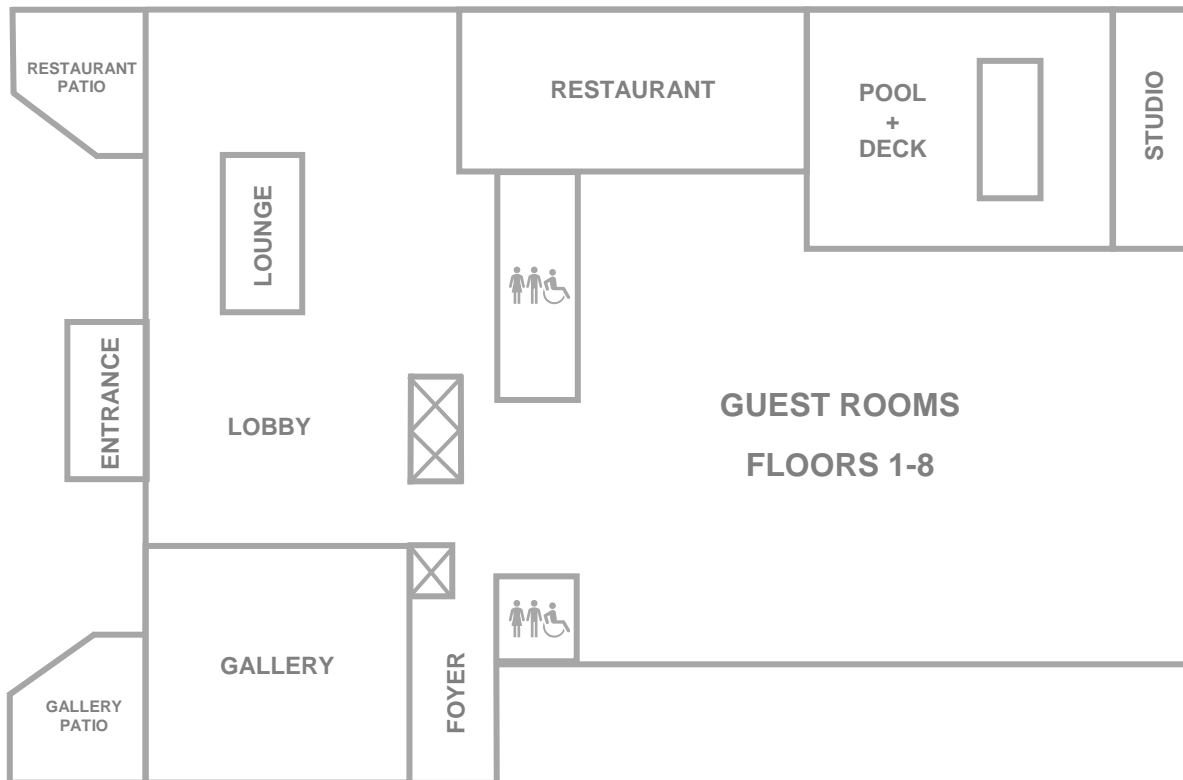 RESTAURANT
PATIO
RESTAURANT
POOL
+
DECK
STUDIO
LOUNGE
ENTRANCE
LOBBY
GUEST ROOMS
FLOORS 1-8
GALLERY
FOYER
GALLERY
PATIO